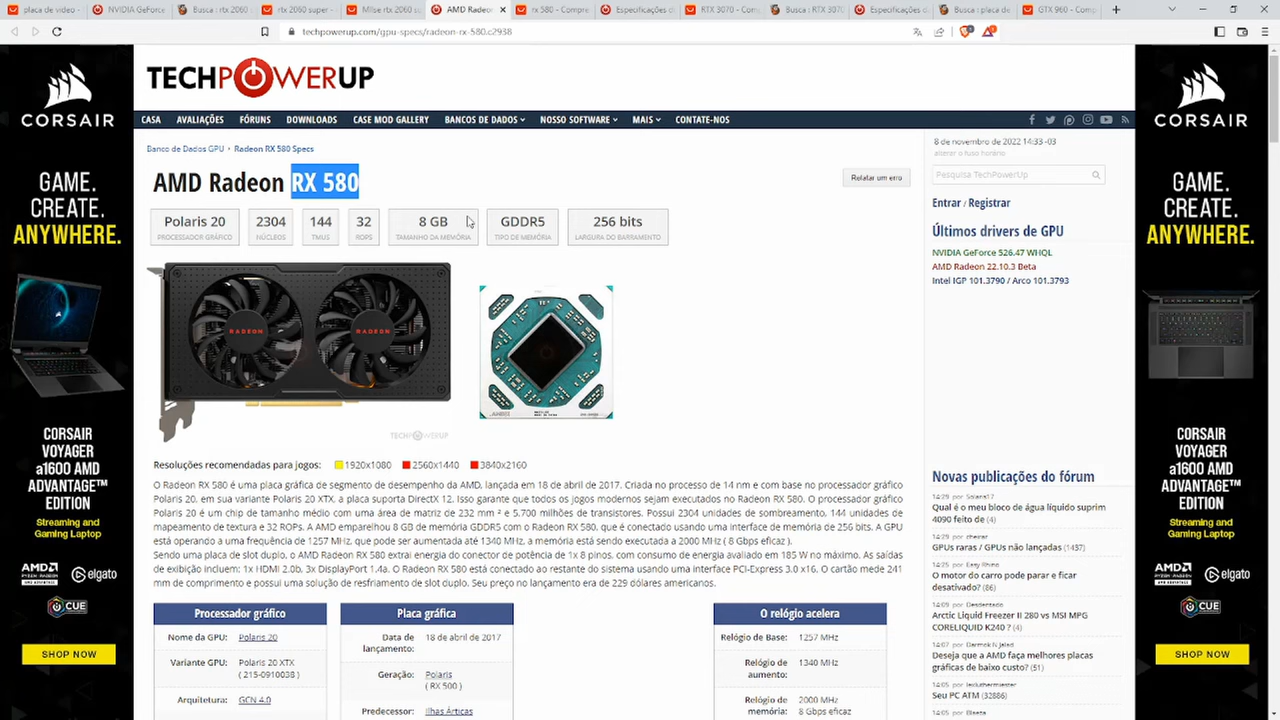 placa de video -
NVIDIA GeForce
Busca : rtx 2060
rtx 2060 super -
Mllse rtx 2060 su
AMD Radeon
rx 580 - Compre
Especificações d
RTX 3070 - Comp
Busca : RTX 3070
Especificações d
Busca : placa de
GTX 960 - Comp
techpowerup.com/gpu-specs/radeon-rx-580.c2938
TECHPOWERUP
CASA AVALIAÇÕES FÓRUNS DOWNLOADS CASE MOD GALLERY BANCOS DE DADOS NOSSO SOFTWARE MAIS CONTATE-NOS
Banco de Dados GPU • Radeon RX 580 Specs
AMD Radeon RX 580
Relatar um erro
Polaris 20
PROCESSADOR GRÁFICO
2304
NÚCLEOS
144
TMUS
32
ROPS
8 GB
TAMANHO DA MEMÓRIA
GDDR5
TIPO DE MEMÓRIA
256 bits
LARGURA DO BARRAMENTO
RADEON
RADEON
TECHPOWERUP
Resoluções recomendadas para jogos: 1920x1080 2560x1440 3840x2160
O Radeon RX 580 é uma placa gráfica de segmento de desempenho da AMD, lançada em 18 de abril de 2017. Criada no processo de 14 nm e com base no processador gráfico
Polaris 20, em sua variante Polaris 20 XTX, a placa suporta DirectX 12. Isso garante que todos os jogos modernos sejam executados no Radeon RX 580. O processador gráfico
Polaris 20 é um chip de tamanho médio com uma área de matriz de 232 mm ² e 5.700 milhões de transistores. Possui 2304 unidades de sombreamento, 144 unidades de
mapeamento de textura e 32 ROPs. A AMD emparelhou 8 GB de memória GDDR5 com o Radeon RX 580, que é conectado usando uma interface de memória de 256 bits. A GPU
está operando a uma frequência de 1257 MHz, que pode ser aumentada até 1340 MHz, a memória está sendo executada a 2000 MHz ( 8 Gbps eficaz ).
Sendo uma placa de slot duplo, o AMD Radeon RX 580 extrai energia do conector de potência de 1x 8 pinos, com consumo de energia avaliado em 185 W no máximo. As saídas
de exibição incluem: 1x HDMI 2.0b, 3x DisplayPort 1.4a. O Radeon RX 580 está conectado ao restante do sistema usando uma interface PCI-Express 3.0 x16. O cartão mede 241
mm de comprimento e possui uma solução de resfriamento de slot duplo. Seu preço no lançamento era de 229 dólares americanos.
Processador gráfico
Nome da GPU: Polaris 20
Variante GPU: Polaris 20 XTX
( 215-0910038 )
Arquitetura: GCN 4.0
Placa gráfica
Data de
lançamento: 18 de abril de 2017
Geração: Polaris
( RX 500 )
Predecessor: Ilhas Árticas
O relógio acelera
Relógio de Base: 1257 MHz
Relógio de
aumento: 1340 MHz
Relógio de
memória: 2000 MHz
8 Gbps eficaz
8 de novembro de 2022 14:33 -03
alterar o fuso horário
Pesquisa TechPowerUp
Entrar / Registrar
Últimos drivers de GPU
NVIDIA GeForce 526.47 WHQL
AMD Radeon 22.10.3 Beta
Intel IGP 101.3790 / Arco 101.3793
Novas publicações do fórum
14:29 por Solaris17
Qual é o meu bloco de água líquido suprim
4090 feito de (4)
14:29 por
GPUs raras / GPUs não lançadas (1437)
14:25 por Easy Rhino
O motor do carro pode parar e ficar
desativado? (86)
14:09 por Desdentado
Arctic Liquid Freezer II 280 vs MSI MPG
CORELIQUID K240 ? (4)
14:07 por Darmok N Jalad
Deseja que a AMD faça melhores placas
gráficas de baixo custo? (51)
14:05 por lexluthermiester
Seu PC ATM (32886)
14:05 por
CORSAIR
GAME.
CREATE.
ANYWHERE.
CORSAIR
VOYAGER
a1600 AMD
ADVANTAGE™
EDITION
Streaming and
Gaming Laptop
AMD
elgato
CUE
SHOP NOW
CORSAIR
GAME.
CREATE.
ANYWHERE.
CORSAIR
VOYAGER
a1600 AMD
ADVANTAGE™
EDITION
Streaming and
Gaming Laptop
AMD
elgato
CUE
SHOP NOW